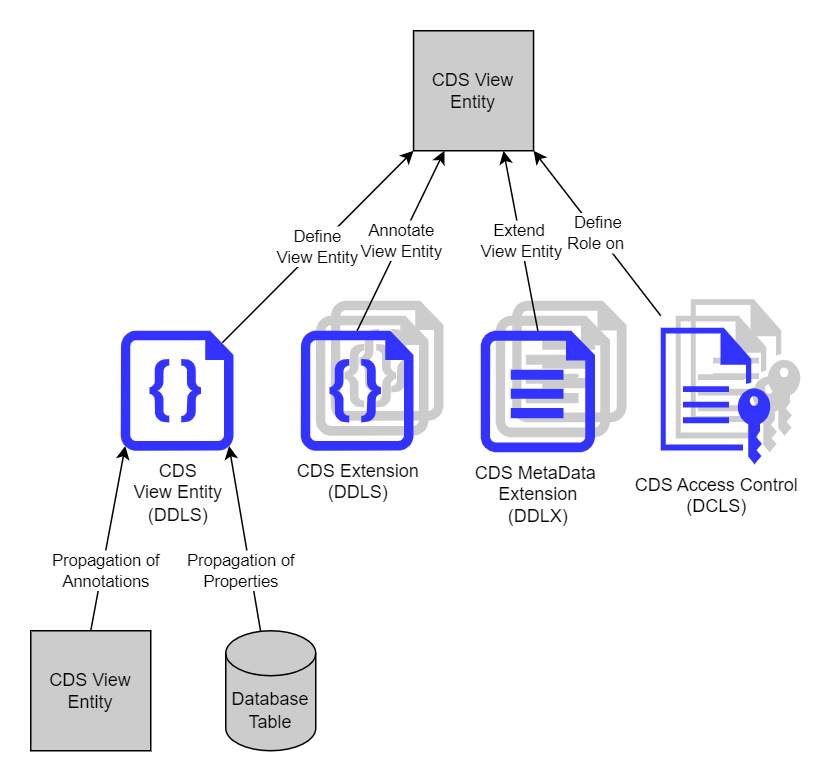 CDS View
Entity
Define
View Entity
Annotate
View Entity
Extend
View Entity
Define
Role on
{ }
{ }
CDS
View Entity
(DDLS)
CDS Extension
(DDLS)
CDS MetaData
Extension
(DDLX)
CDS Access Control
(DCLS)
Propagation of
Annotations
Propagation of
Properties
CDS View
Entity
Database
Table